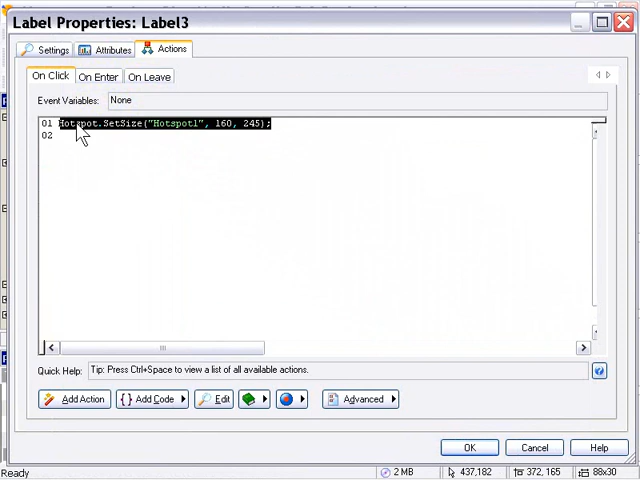 Label Properties: Label3
Settings Attributes Actions
On Click On Enter On Leave
Event Variables: None
01 Hotspot.SetSize("Hotspot1", 160, 245);
02
Quick Help: Tip: Press Ctrl+Space to view a list of all available actions.
Add Action { } Add Code Edit Advanced
OK Cancel Help
Ready 2 MB 437,182 372, 165 88x30